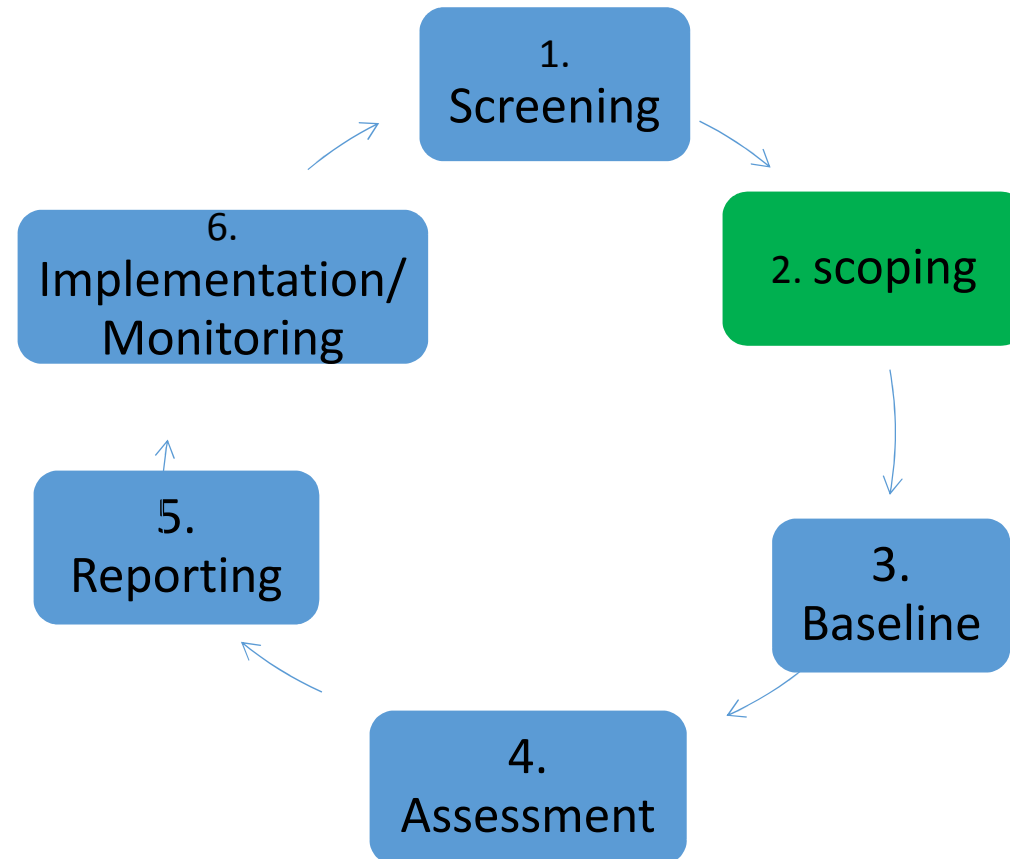 1.
Screening
2. scoping
3.
Baseline
4.
Assessment
5.
Reporting
6.
Implementation/
Monitoring